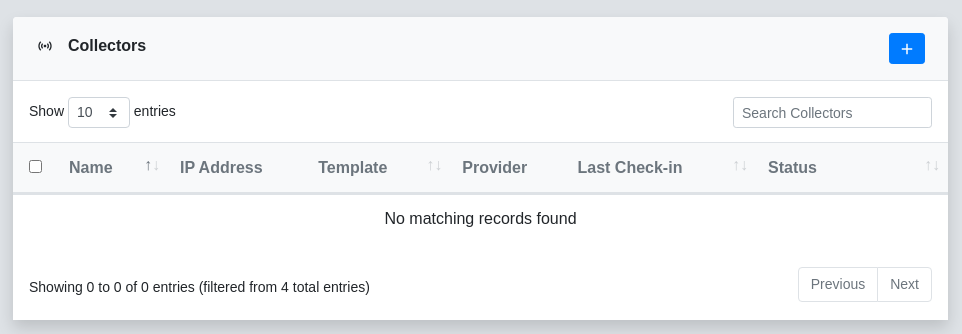 Collectors
Show 10 entries
Search Collectors
Name IP Address Template Provider Last Check-in Status
No matching records found
Showing 0 to 0 of 0 entries (filtered from 4 total entries)
Previous Next